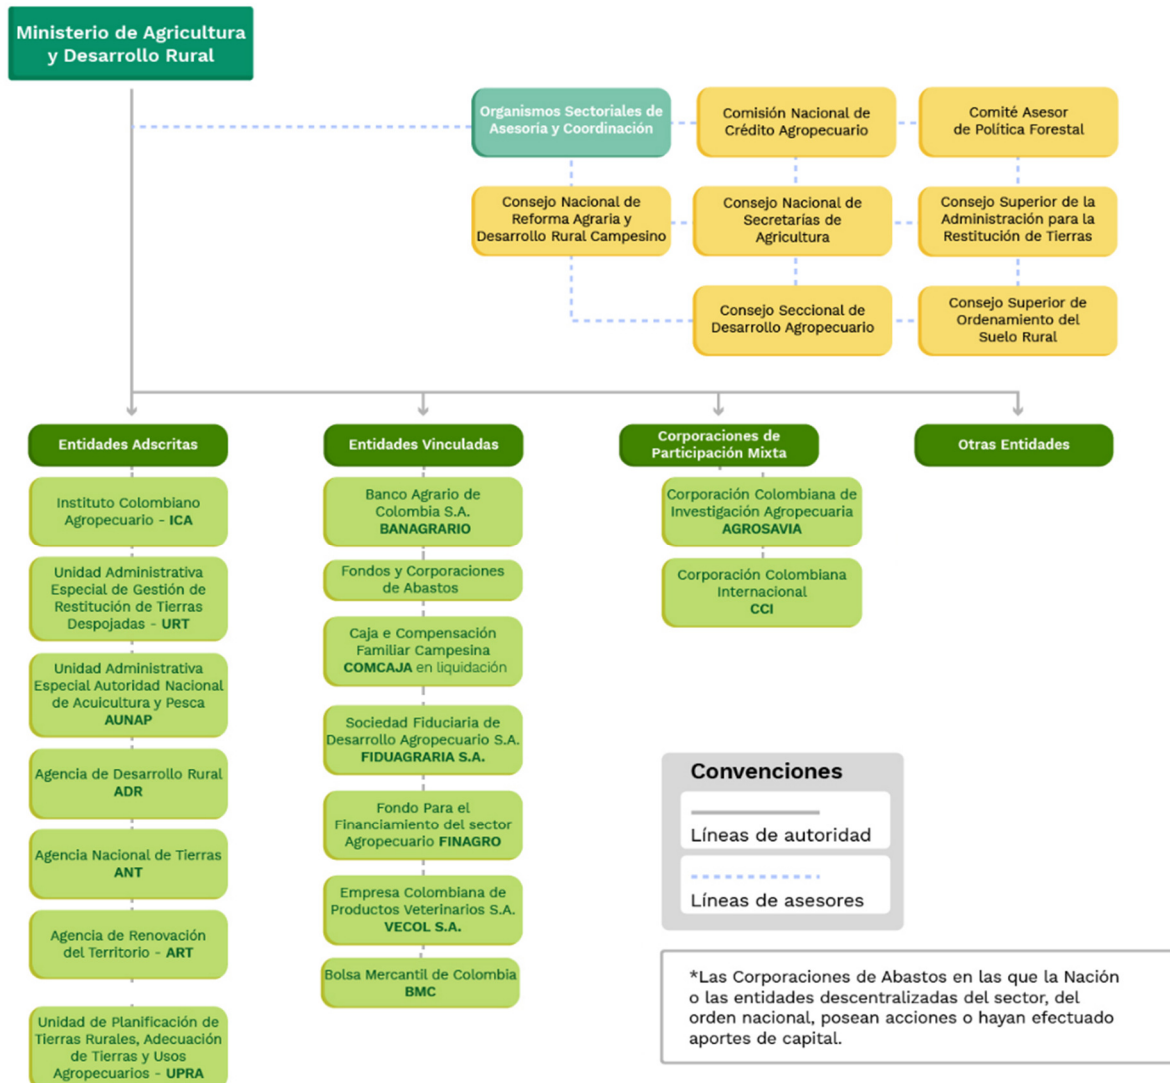 Ministerio de Agricultura
y Desarrollo Rural
Organismos Sectoriales de
Asesoría y Coordinación
Comisión Nacional de
Crédito Agropecuario
Comité Asesor
de Política Forestal
Consejo Nacional de
Reforma Agraria y
Desarrollo Rural Campesino
Consejo Nacional de
Secretarías de
Agricultura
Consejo Superior de la
Administración para la
Restitución de Tierras
Consejo Seccional de
Desarrollo Agropecuario
Consejo Superior de
Ordenamiento del
Suelo Rural
Entidades Adscritas
Instituto Colombiano
Agropecuario - ICA
Unidad Administrativa
Especial de Gestión de
Restitución de Tierras
Despojadas - URT
Unidad Administrativa
Especial Autoridad Nacional
de Acuicultura y Pesca
AUNAP
Agencia de Desarrollo Rural
ADR
Agencia Nacional de Tierras
ANT
Agencia de Renovación
del Territorio - ART
Unidad de Planificación de
Tierras Rurales, Adecuación
de Tierras y Usos
Agropecuarios - UPRA
Entidades Vinculadas
Banco Agrario de
Colombia S.A.
BANAGRARIO
Fondos y Corporaciones
de Abastos
Caja e Compensación
Familiar Campesina
COMCAJA en liquidación
Sociedad Fiduciaria de
Desarrollo Agropecuario S.A.
FIDUAGRARIA S.A.
Fondo Para el
Financiamiento del sector
Agropecuario FINAGRO
Empresa Colombiana de
Productos Veterinarios S.A.
VECOL S.A.
Bolsa Mercantil de Colombia
BMC
Corporaciones de
Participación Mixta
Corporación Colombiana de
Investigación Agropecuaria
AGROSAVIA
Corporación Colombiana
Internacional
CCI
Otras Entidades
Convenciones
Líneas de autoridad
Líneas de asesores
*Las Corporaciones de Abastos en las que la Nación
o las entidades descentralizadas del sector, del
orden nacional, posean acciones o hayan efectuado
aportes de capital.